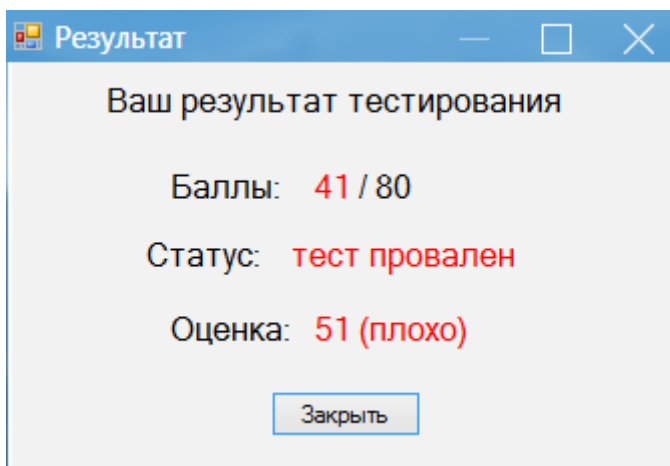 Результат
Ваш результат тестирования
Баллы: 41 / 80
Статус: тест провален
Оценка: 51 (плохо)
Закрыть